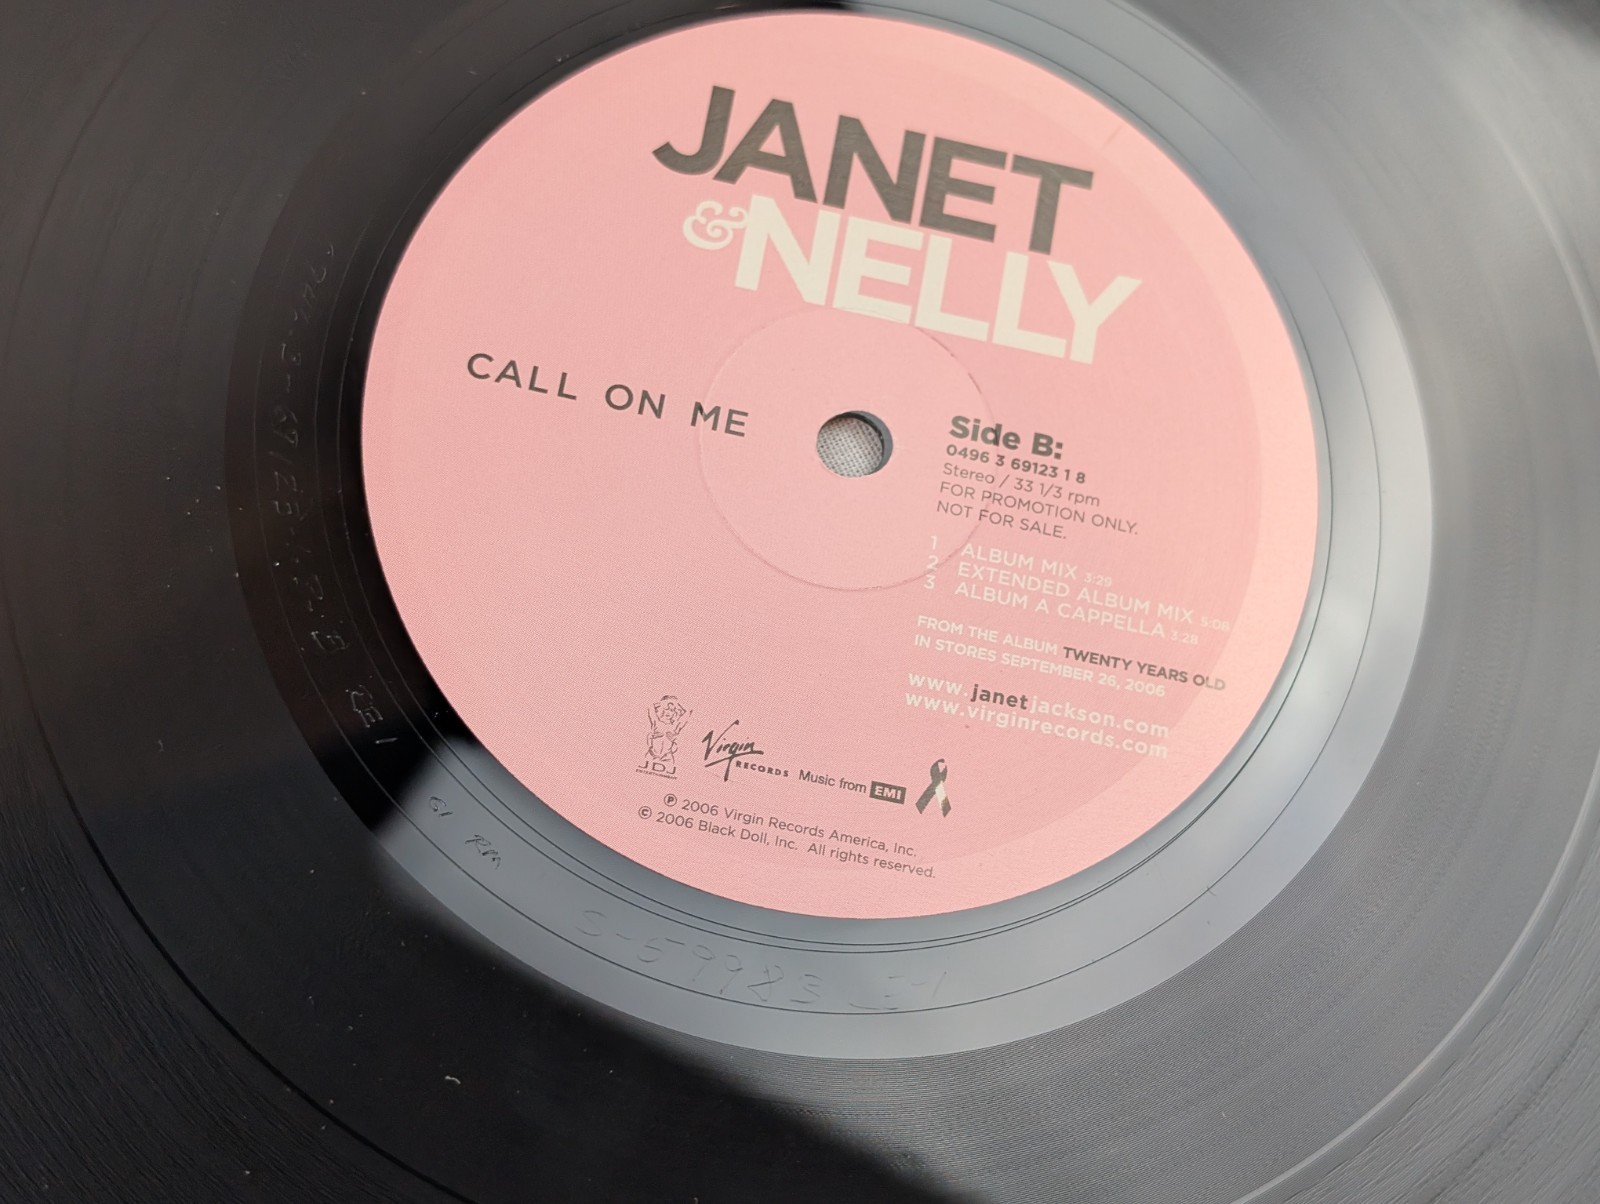 JANET
& NELLY
CALL ON ME
Side B:
0496 3 69123 1 8
Stereo / 33 1/3 rpm
FOR PROMOTION ONLY.
NOT FOR SALE.
1 ALBUM MIX 3:29
2 EXTENDED ALBUM MIX 5:08
3 ALBUM A CAPPELLA 3:28
FROM THE ALBUM TWENTY YEARS OLD
IN STORES SEPTEMBER 26, 2006
www.janetjackson.com
www.virginrecords.com
JDJ
ENTERTAINMENT
Virgin
RECORDS
Music from EMI
℗ 2006 Virgin Records America, Inc.
© 2006 Black Doll, Inc. All rights reserved.
S-59983